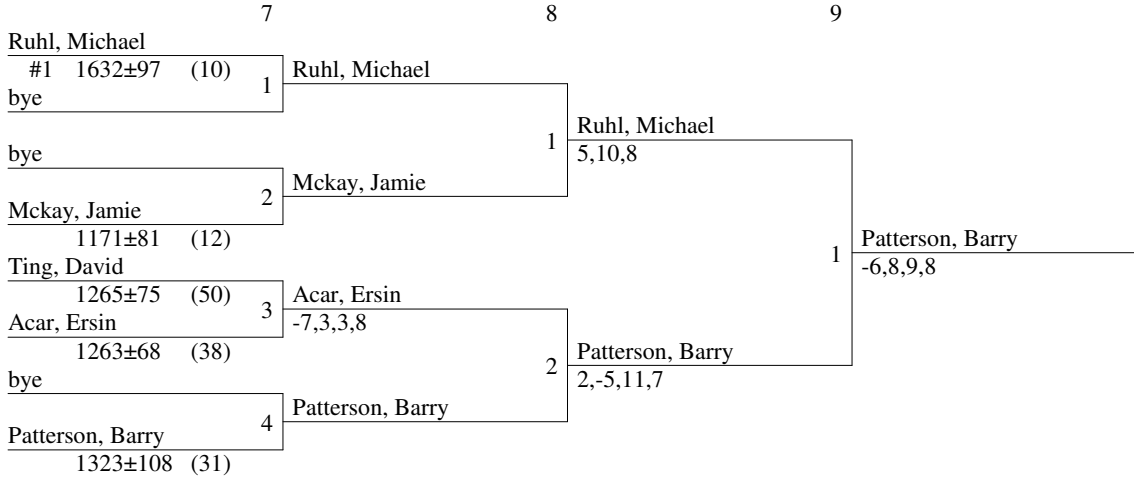 7 8 9
Ruhl, Michael
#1 1632±97 (10)
1
Ruhl, Michael
bye
bye
2
Mckay, Jamie
Mckay, Jamie
1171±81 (12)
1
Ruhl, Michael
5,10,8
Ting, David
1265±75 (50)
3
Acar, Ersin
-7,3,3,8
Acar, Ersin
1263±68 (38)
bye
4
Patterson, Barry
Patterson, Barry
1323±108 (31)
2
Patterson, Barry
2,-5,11,7
1
Patterson, Barry
-6,8,9,8